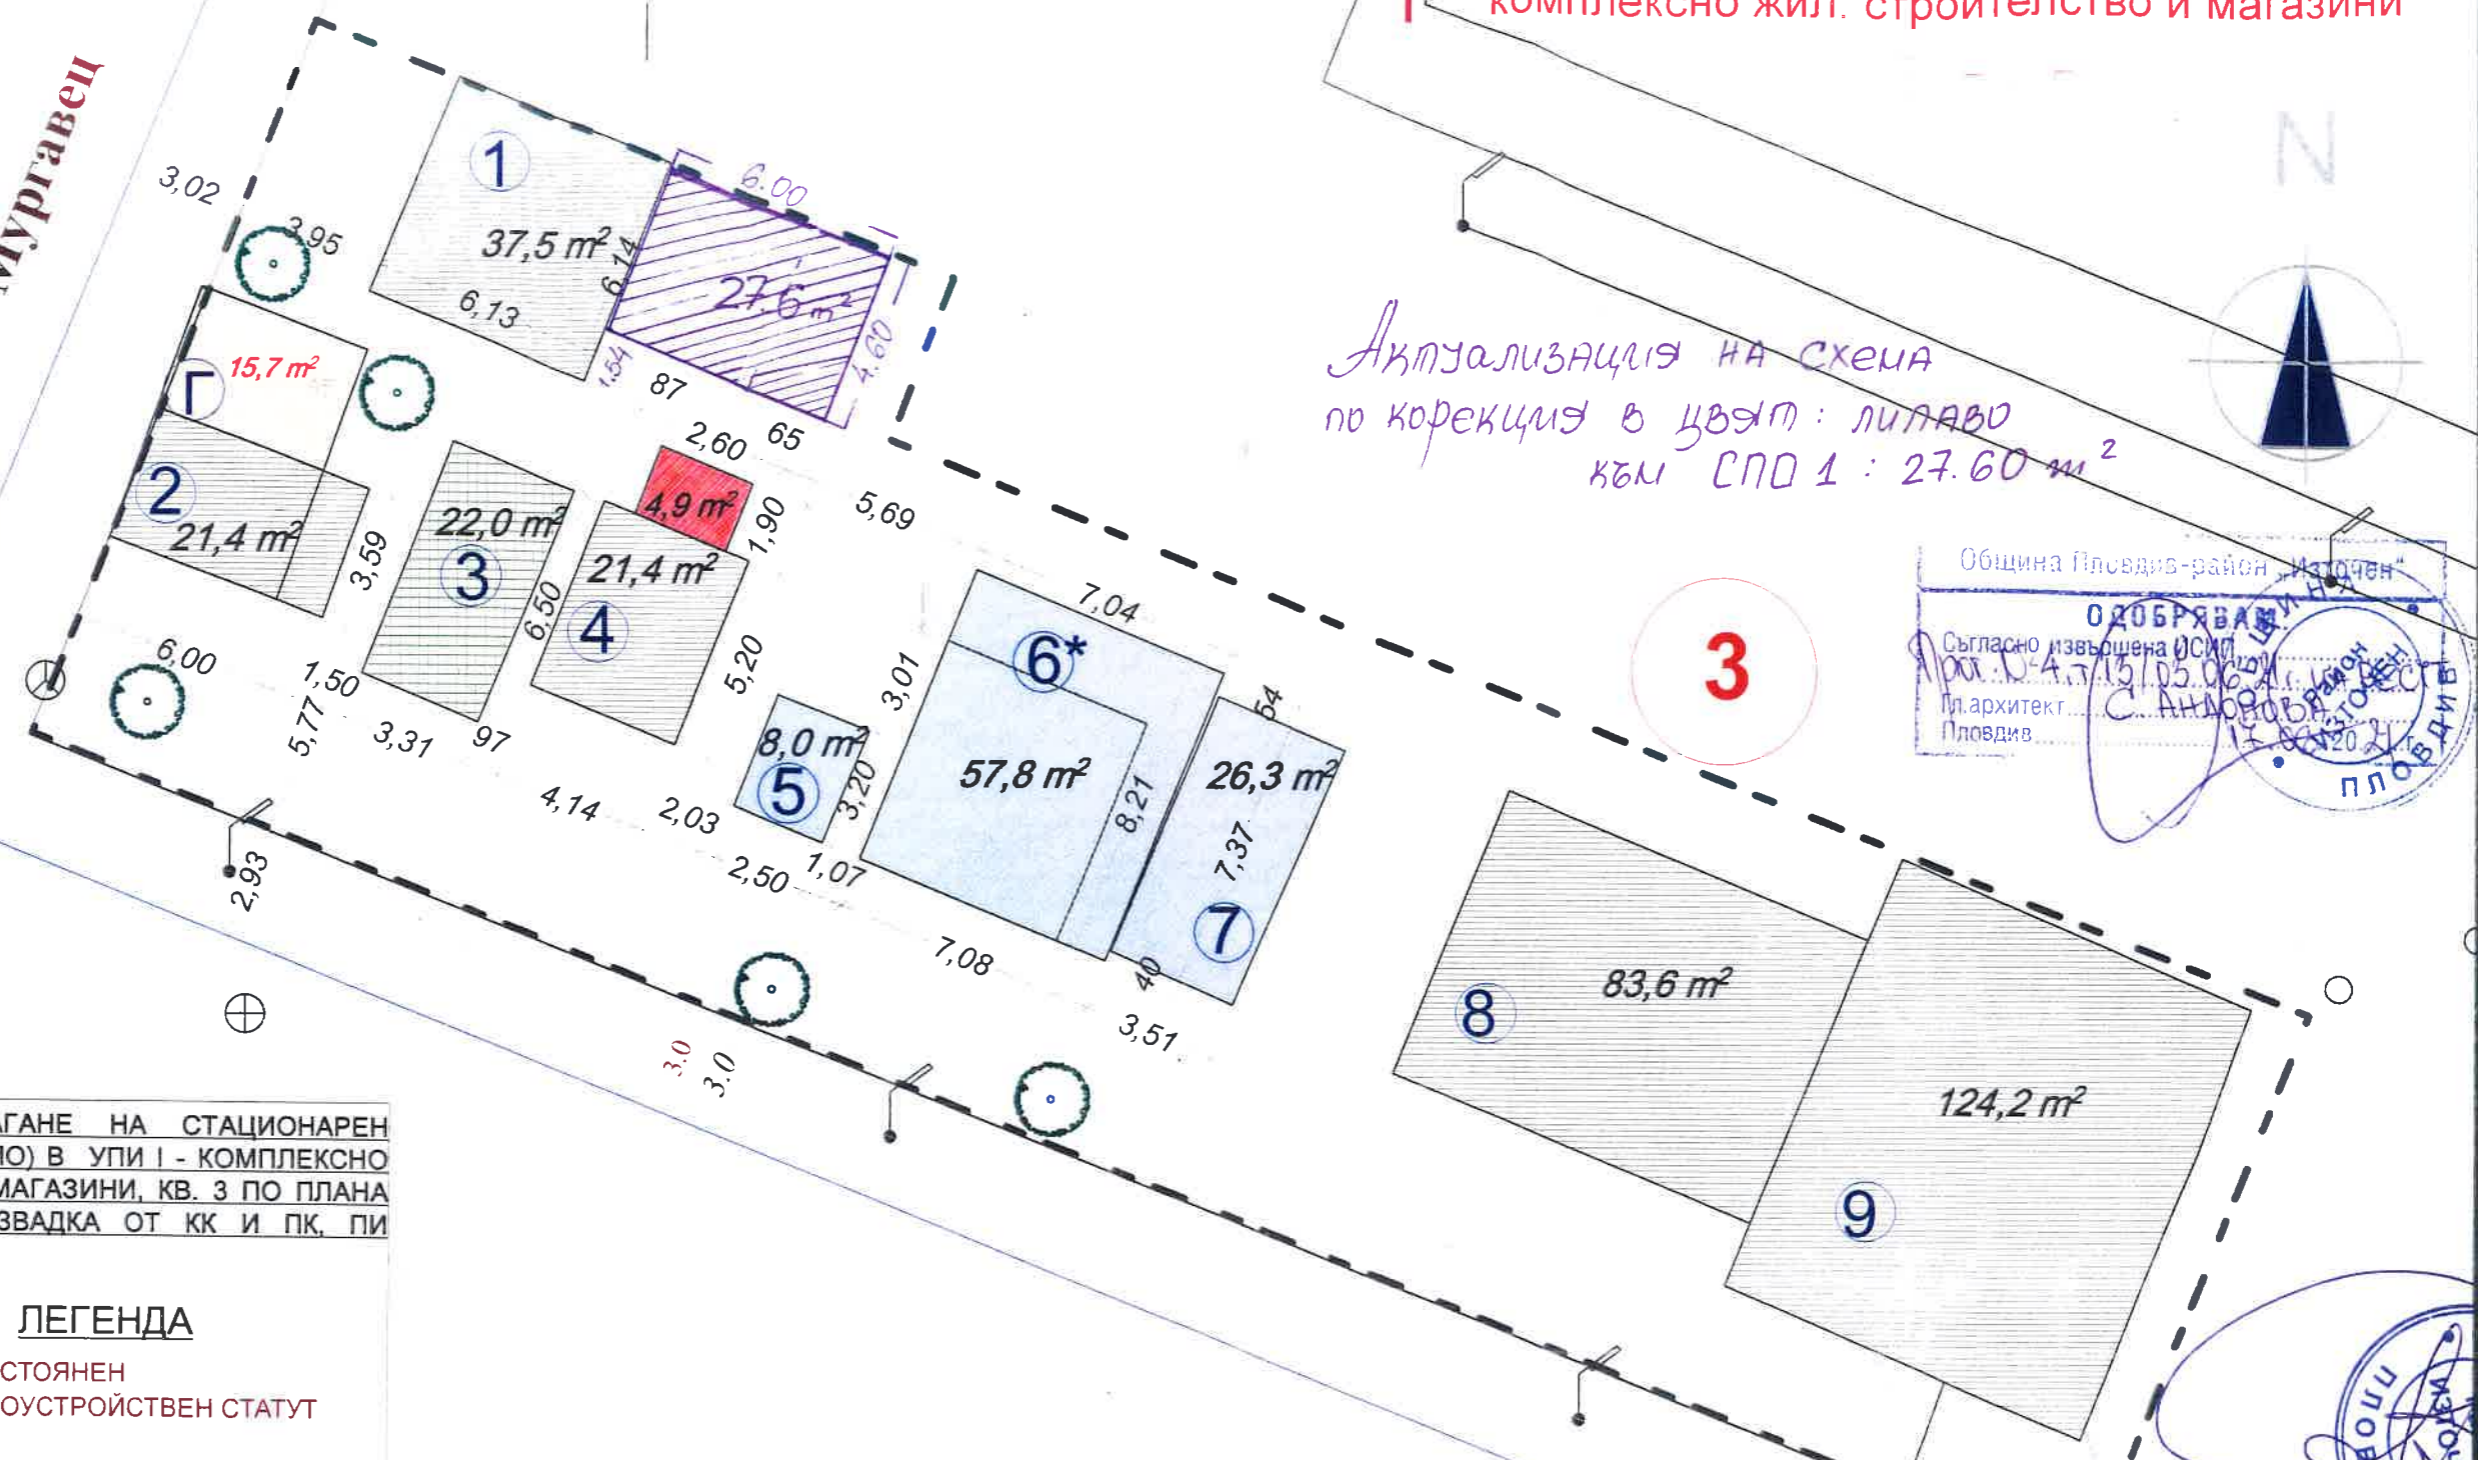 комплексно жил. строителство и магазини
Мургавец
N
3,02
3,95
1
37,5 m²
6,13
6,14
6.00
27.6 m²
4.60
1.54
87
65
Г
15,7 m²
2
21,4 m²
3,59
22,0 m²
3
6,50
2,60
4,9 m²
1,90
21,4 m²
4
5,20
5,69
Актуализация на схема
по корекция в цвят: лилаво
към СПО 1 : 27.60 m²
Община Пловдив-район „Източен"
ОДОБРЯВАМ
Съгласно извършена ОСИП
Гл.архитект С. Андонова
Пловдив
ОБЩИНА ПЛОВДИВ
РАЙОН ИЗТОЧЕН
3
6,00
1,50
5,77
3,31
97
4,14
2,03
8,0 m²
5
3,20
2,50
1,07
3,01
7,04
6*
57,8 m²
8,21
7,08
54
26,3 m²
7,37
7
40
3,51
8
83,6 m²
9
124,2 m²
2,93
3.0
3.0
АГАНЕ НА СТАЦИОНАРЕН
ПО) В УПИ I - КОМПЛЕКСНО
МАГАЗИНИ, КВ. 3 ПО ПЛАНА
ЗВАДКА ОТ КК И ПК, ПИ
ЛЕГЕНДА
СТОЯНЕН
ОУСТРОЙСТВЕН СТАТУТ